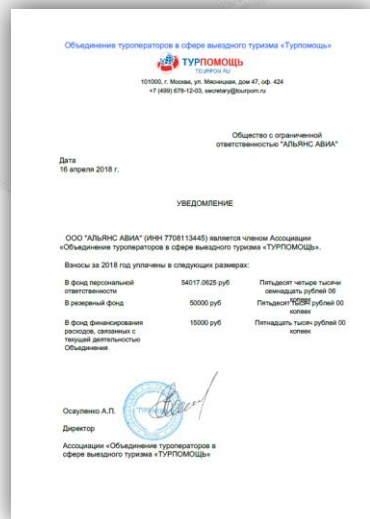 Объединение туроператоров в сфере выездного туризма «Турпомощь»
ТУРПОМОЩЬ
TOURPOM.RU
101000, г. Москва, ул. Мясницкая, дом 47, оф. 424
+7 (499) 678-12-03, secretary@tourpom.ru
Общество с ограниченной
ответственностью "АЛЬЯНС АВИА"
Дата
16 апреля 2018 г.
УВЕДОМЛЕНИЕ
ООО "АЛЬЯНС АВИА" (ИНН 7708113445) является членом Ассоциации
«Объединение туроператоров в сфере выездного туризма «ТУРПОМОЩЬ».
Взносы за 2018 год уплачены в следующих размерах:
В фонд персональной 54017.0625 руб Пятьдесят четыре тысячи
ответственности семнадцать рублей 06
копеек
В резервный фонд 50000 руб Пятьдесят тысяч рублей 00
копеек
В фонд финансирования 15000 руб Пятнадцать тысяч рублей 00
расходов, связанных с копеек
текущей деятельностью
Объединения
Осауленко А.П.
Директор
Ассоциации «Объединение туроператоров в
сфере выездного туризма «ТУРПОМОЩЬ»